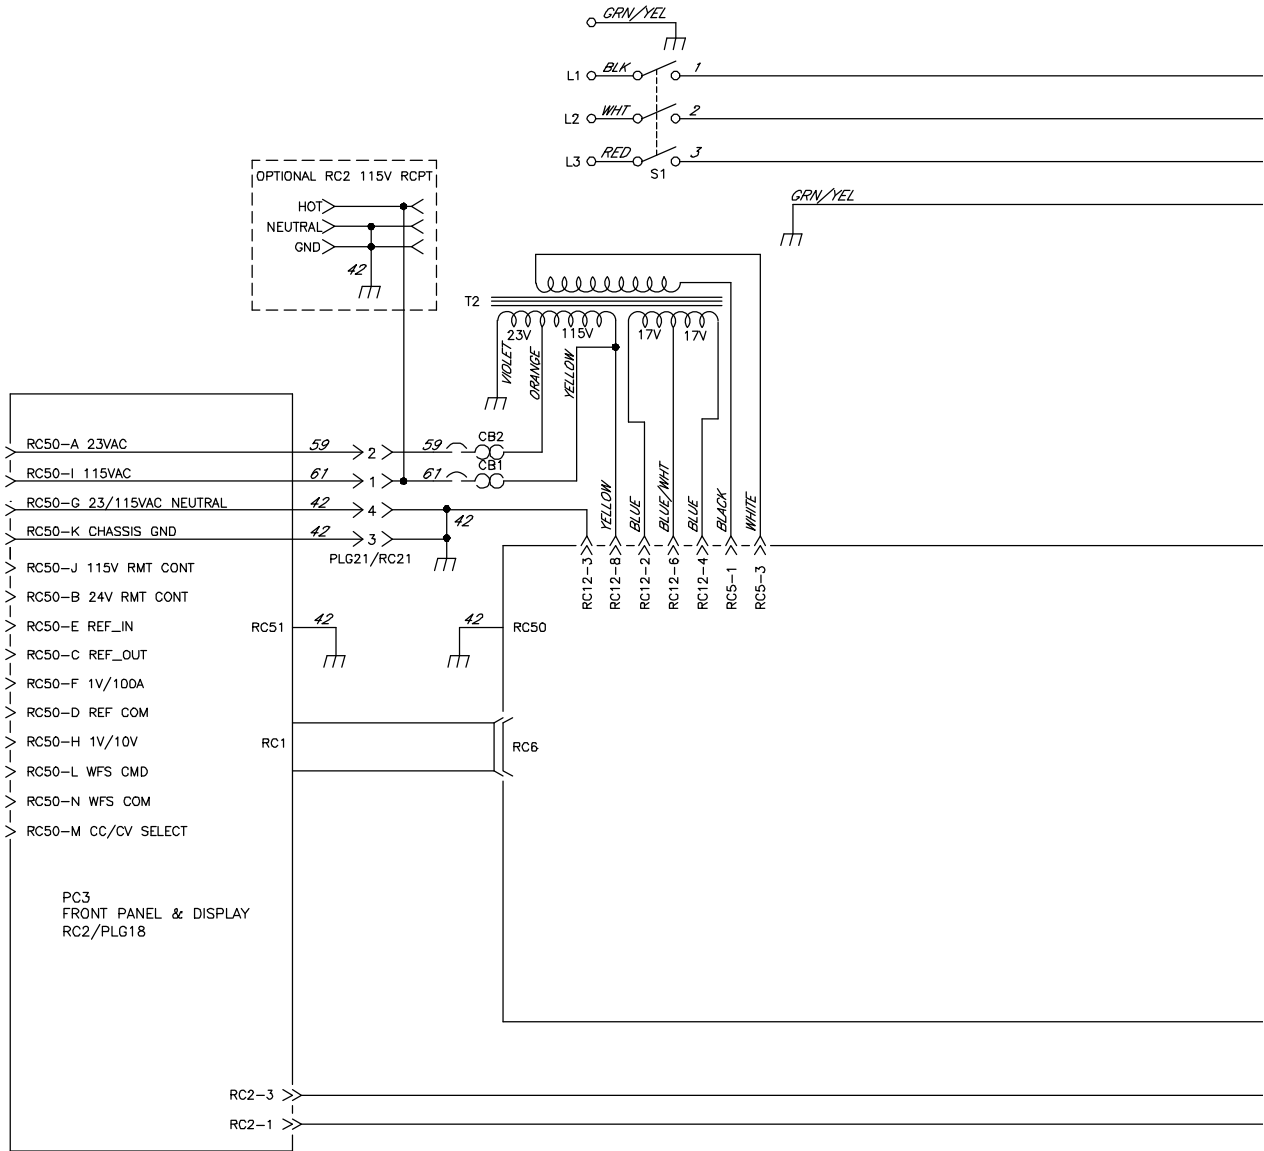 GRN/YEL
L1 BLK 1
L2 WHT 2
L3 RED 3
S1
GRN/YEL
OPTIONAL RC2 115V RCPT
HOT
NEUTRAL
GND
42
T2
23V 115V 17V 17V
VIOLET
ORANGE
YELLOW
RC50-A 23VAC 59 2 59 CB2
RC50-I 115VAC 61 1 61 CB1
RC50-G 23/115VAC NEUTRAL 42 4
42
RC50-K CHASSIS GND 42 3
PLG21/RC21
YELLOW
BLUE
BLUE/WHT
BLUE
BLACK
WHITE
RC12-3
RC12-8
RC12-2
RC12-6
RC12-4
RC5-1
RC5-3
RC50-J 115V RMT CONT
RC50-B 24V RMT CONT
RC50-E REF_IN
RC51 42
42 RC50
RC50-C REF_OUT
RC50-F 1V/100A
RC50-D REF COM
RC50-H 1V/10V
RC1
RC6
RC50-L WFS CMD
RC50-N WFS COM
RC50-M CC/CV SELECT
PC3
FRONT PANEL & DISPLAY
RC2/PLG18
RC2-3
RC2-1